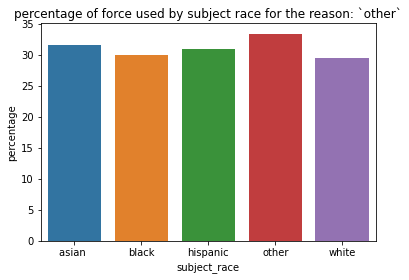 percentage of force used by subject race for the reason: `other`
35
30
25
20
15
10
5
0
percentage
asian black hispanic other white
subject_race